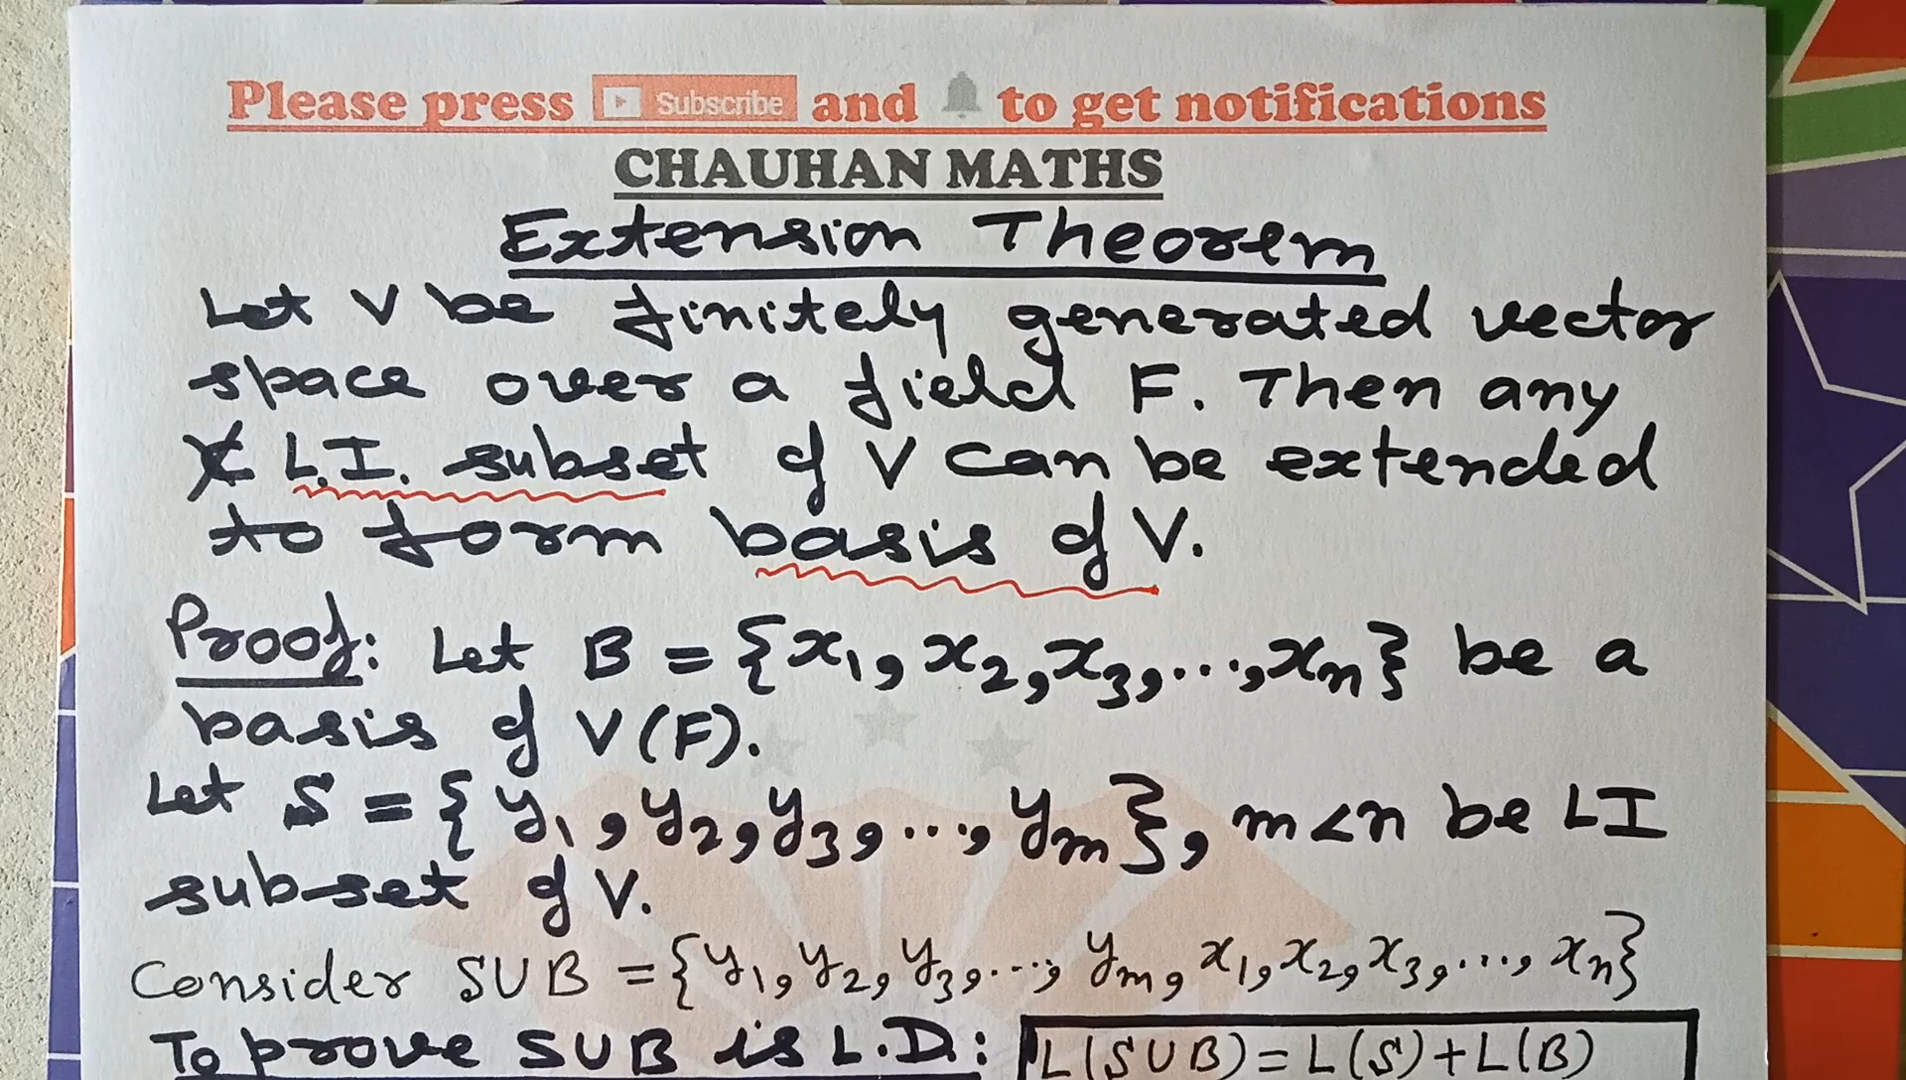 Please press Subscribe and to get notifications
CHAUHAN MATHS
Extension Theorem
Let V be finitely generated vector
space over a field F. Then any
L.I. subset of V can be extended
to form basis of V.
Proof: Let B = {x₁, x₂, x₃, ..., xₙ} be a
basis of V(F).
Let S = {y₁, y₂, y₃, ..., yₘ}, m<n be LI
subset of V.
Consider SUB = {y₁, y₂, y₃, ..., yₘ, x₁, x₂, x₃, ..., xₙ}
To prove SUB is L.D.: L(SUB) = L(S) + L(B)